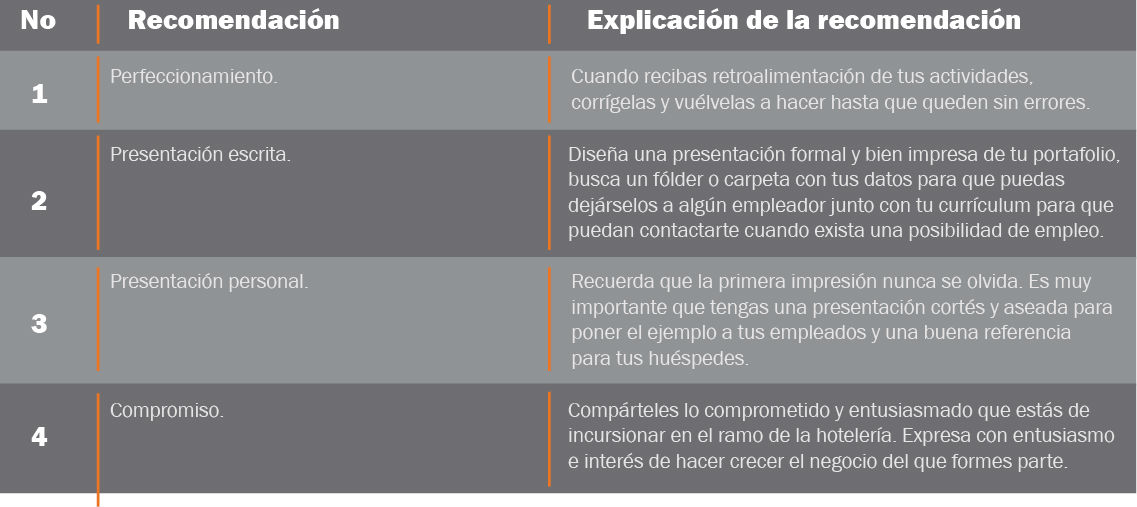 No Recomendación Explicación de la recomendación
1 Perfeccionamiento. Cuando recibas retroalimentación de tus actividades,
corrígelas y vuélvelas a hacer hasta que queden sin errores.
2 Presentación escrita. Diseña una presentación formal y bien impresa de tu portafolio,
busca un fólder o carpeta con tus datos para que puedas
dejárselos a algún empleador junto con tu currículum para que
puedan contactarte cuando exista una posibilidad de empleo.
3 Presentación personal. Recuerda que la primera impresión nunca se olvida. Es muy
importante que tengas una presentación cortés y aseada para
poner el ejemplo a tus empleados y una buena referencia
para tus huéspedes.
4 Compromiso. Compárteles lo comprometido y entusiasmado que estás de
incursionar en el ramo de la hotelería. Expresa con entusiasmo
e interés de hacer crecer el negocio del que formes parte.